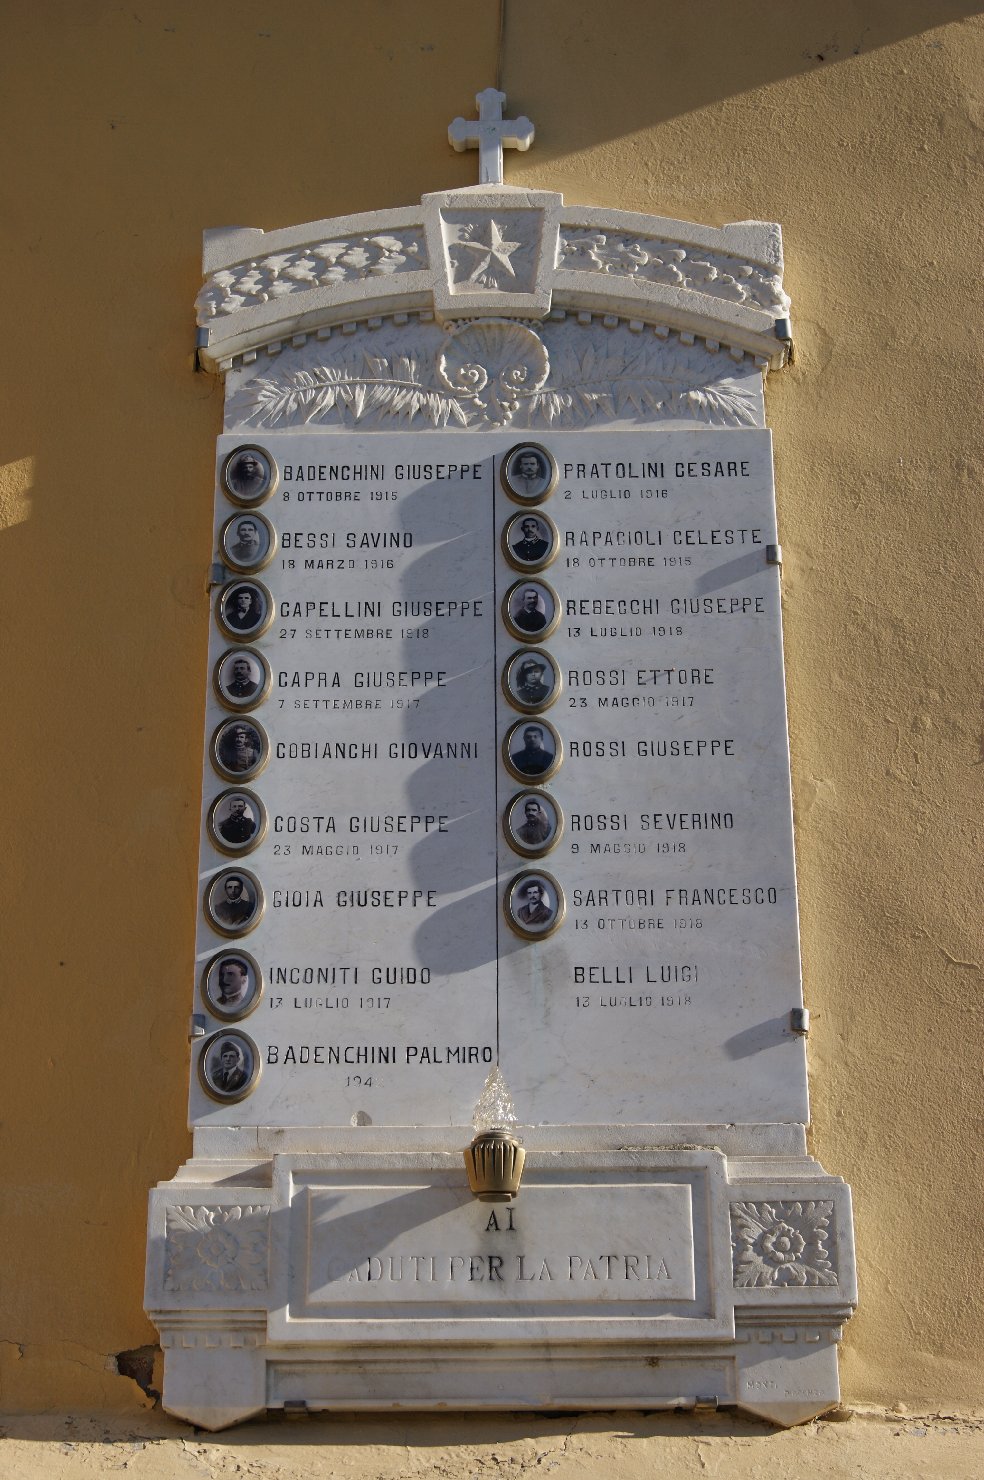 BADENCHINI GIUSEPPE
8 OTTOBRE 1915
BESSI SAVINO
18 MARZO 1916
CAPELLINI GIUSEPPE
27 SETTEMBRE 1918
CAPRA GIUSEPPE
7 SETTEMBRE 1917
COBIANCHI GIOVANNI
COSTA GIUSEPPE
23 MAGGIO 1917
GIOIA GIUSEPPE
INCONITI GUIDO
13 LUGLIO 1917
BADENCHINI PALMIRO
PRATOLINI CESARE
2 LUGLIO 1916
RAPACIOLI CELESTE
18 OTTOBRE 1915
REBECCHI GIUSEPPE
13 LUGLIO 1918
ROSSI ETTORE
23 MAGGIO 1917
ROSSI GIUSEPPE
ROSSI SEVERINO
9 MAGGIO 1918
SARTORI FRANCESCO
13 OTTOBRE 1918
BELLI LUIGI
13 LUGLIO 1918
AI
CADUTI PER LA PATRIA